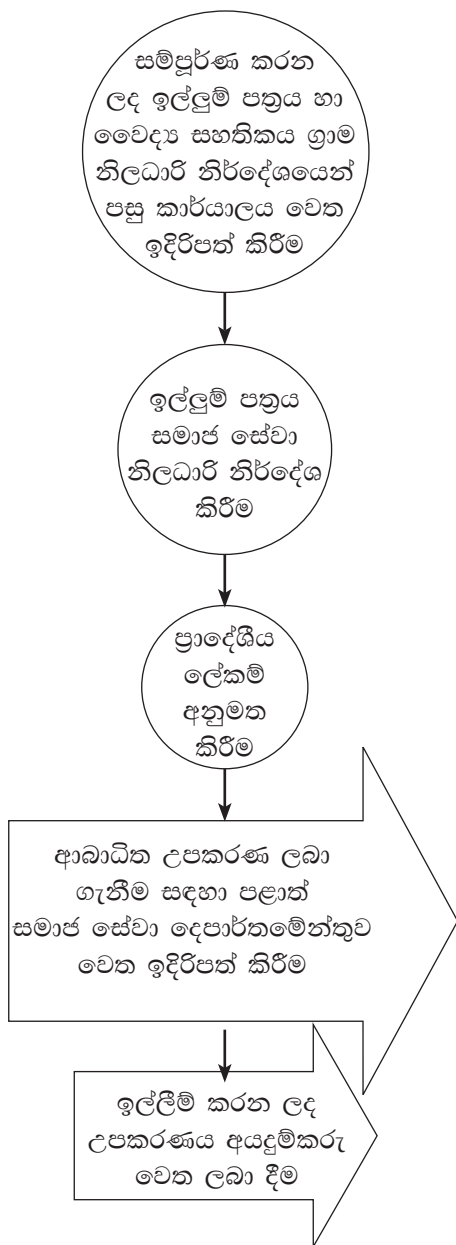 සම්පූර්ණ කරන
ලද ඉල්ලුම් පත්‍රය හා
වෛද්‍ය සහතිකය ග්‍රාම
නිලධාරි නිර්දේශයෙන්
පසු කාර්යාලය වෙත
ඉදිරිපත් කිරීම
ඉල්ලුම් පත්‍රය
සමාජ සේවා
නිලධාරි නිර්දේශ
කිරීම
ප්‍රාදේශීය
ලේකම්
අනුමත
කිරීම
ආබාධිත උපකරණ ලබා
ගැනීම සඳහා පළාත්
සමාජ සේවා දෙපාර්තමේන්තුව
වෙත ඉදිරිපත් කිරීම
ඉල්ලීම් කරන ලද
උපකරණය අයදුම්කරු
වෙත ලබා දීම